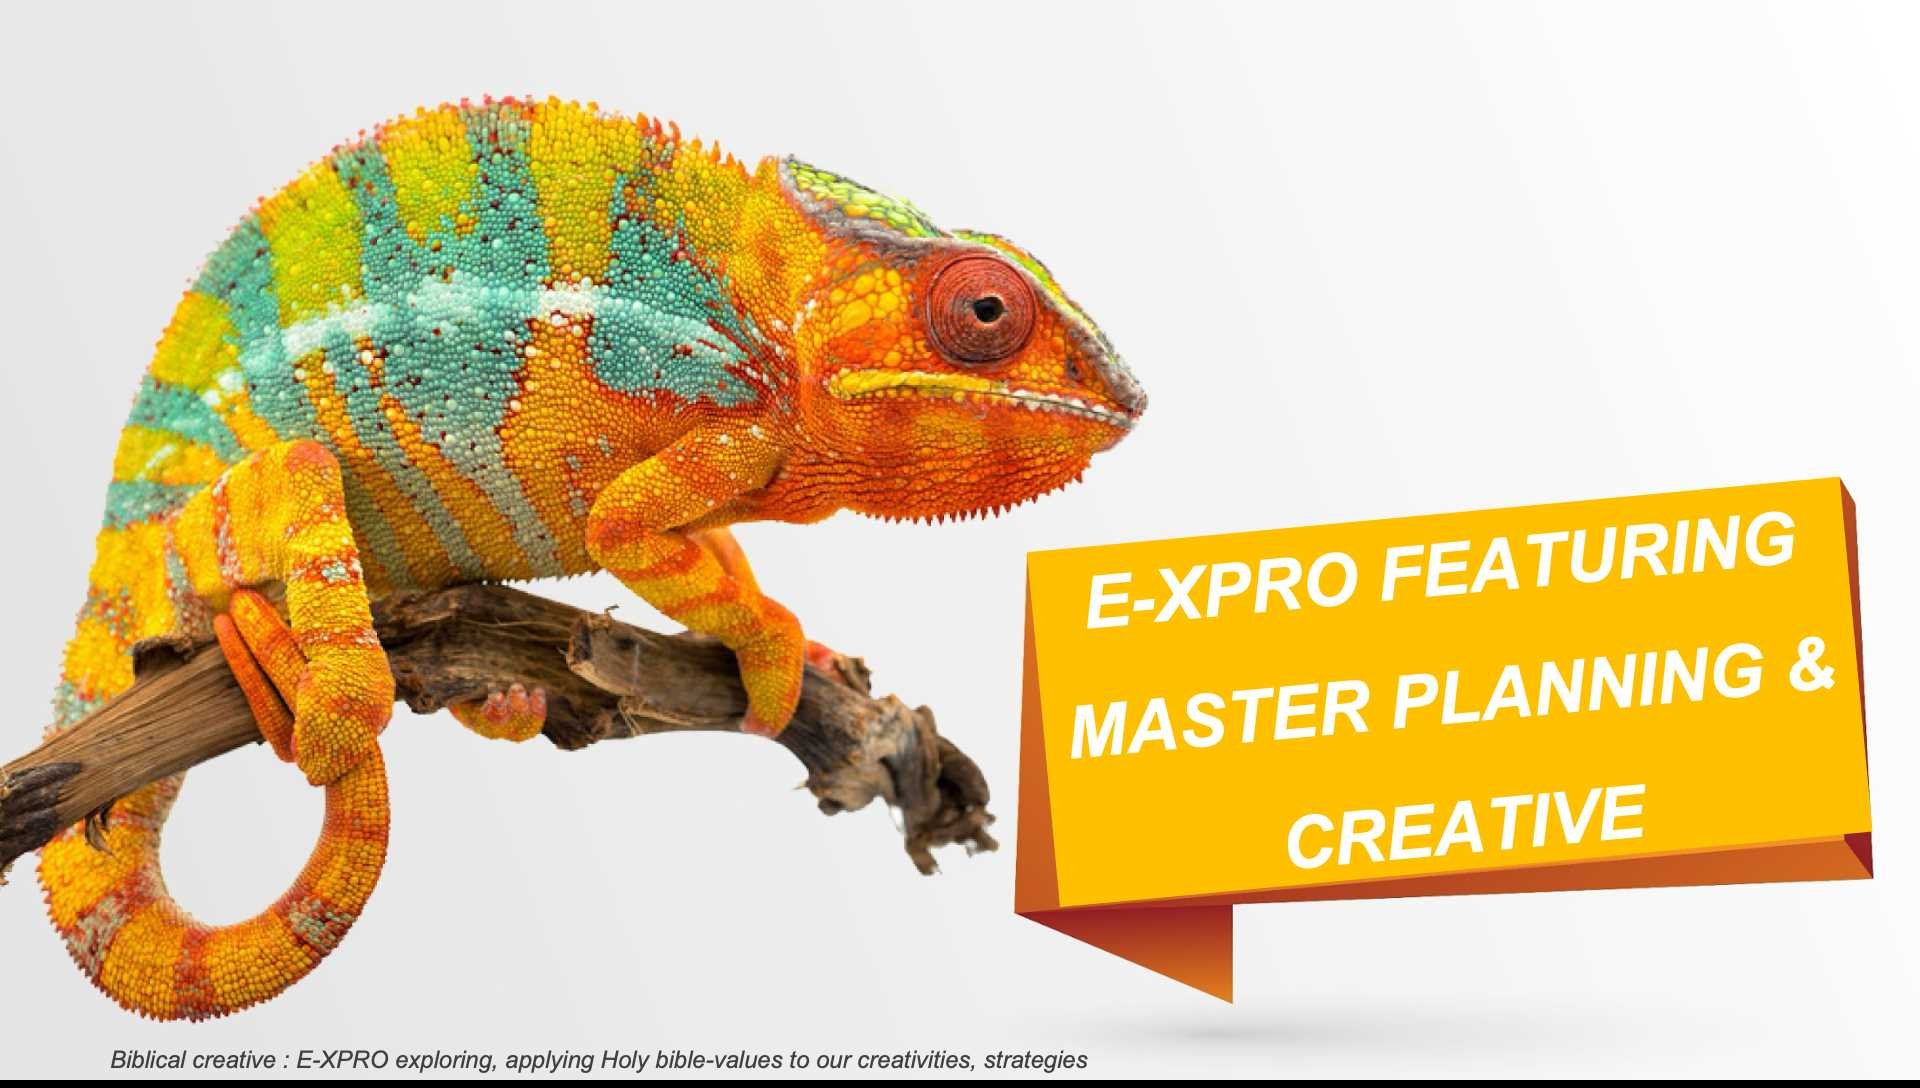 E-XPRO FEATURING
MASTER PLANNING &
CREATIVE
Biblical creative : E-XPRO exploring, applying Holy bible-values to our creativities, strategies